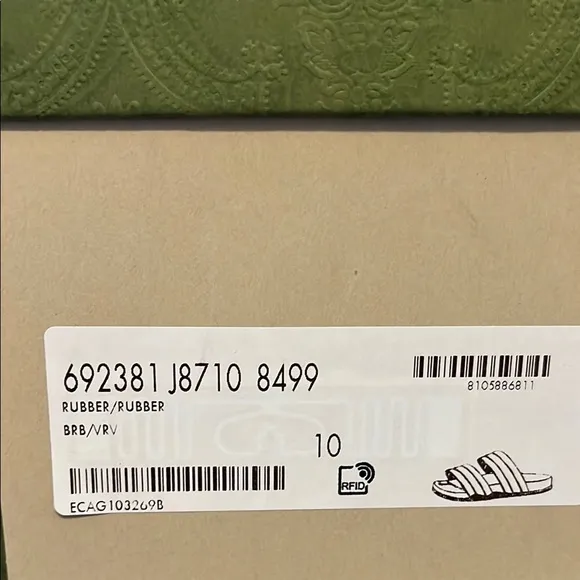 692381 J8710 8499
8105886811
RUBBER/RUBBER
BRB/VRV
10
RFID
ECAG103269B